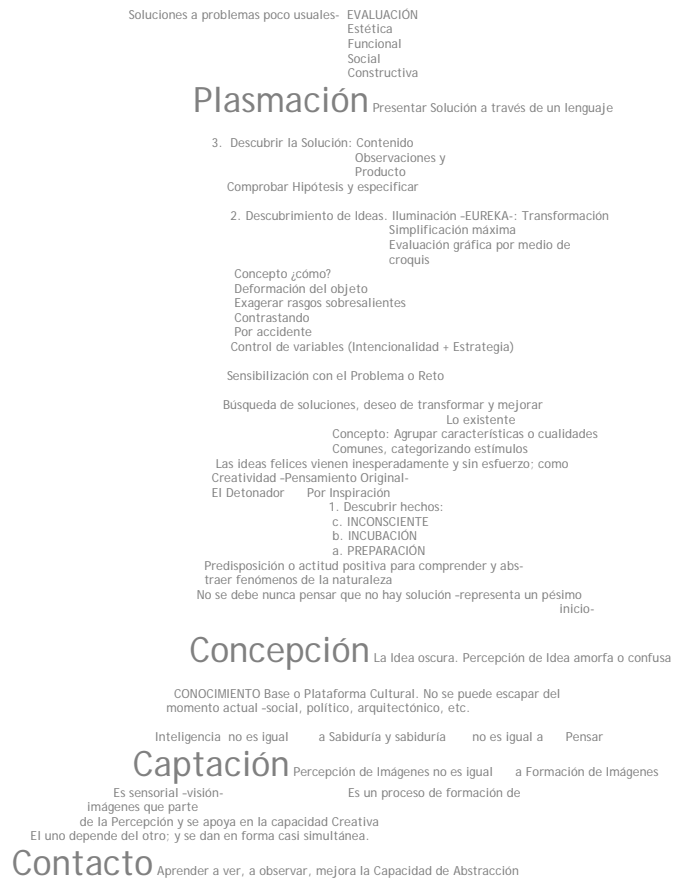 Soluciones a problemas poco usuales- EVALUACIÓN
Estética
Funcional
Social
Constructiva
Plasmación Presentar Solución a través de un lenguaje
3. Descubrir la Solución: Contenido
Observaciones y
Producto
Comprobar Hipótesis y especificar
2. Descubrimiento de Ideas. Iluminación –EUREKA-: Transformación
Simplificación máxima
Evaluación gráfica por medio de
croquis
Concepto ¿cómo?
Deformación del objeto
Exagerar rasgos sobresalientes
Contrastando
Por accidente
Control de variables (Intencionalidad + Estrategia)
Sensibilización con el Problema o Reto
Búsqueda de soluciones, deseo de transformar y mejorar
Lo existente
Concepto: Agrupar características o cualidades
Comunes, categorizando estímulos
Las ideas felices vienen inesperadamente y sin esfuerzo; como
Creatividad –Pensamiento Original-
El Detonador Por Inspiración
1. Descubrir hechos:
c. INCONSCIENTE
b. INCUBACIÓN
a. PREPARACIÓN
Predisposición o actitud positiva para comprender y abs-
traer fenómenos de la naturaleza
No se debe nunca pensar que no hay solución –representa un pésimo
inicio-
Concepción La Idea oscura. Percepción de Idea amorfa o confusa
CONOCIMIENTO Base o Plataforma Cultural. No se puede escapar del
momento actual –social, político, arquitectónico, etc.
Inteligencia no es igual a Sabiduría y sabiduría no es igual a Pensar
Captación Percepción de Imágenes no es igual a Formación de Imágenes
Es sensorial –visión- Es un proceso de formación de
imágenes que parte
de la Percepción y se apoya en la capacidad Creativa
El uno depende del otro; y se dan en forma casi simultánea.
Contacto Aprender a ver, a observar, mejora la Capacidad de Abstracción